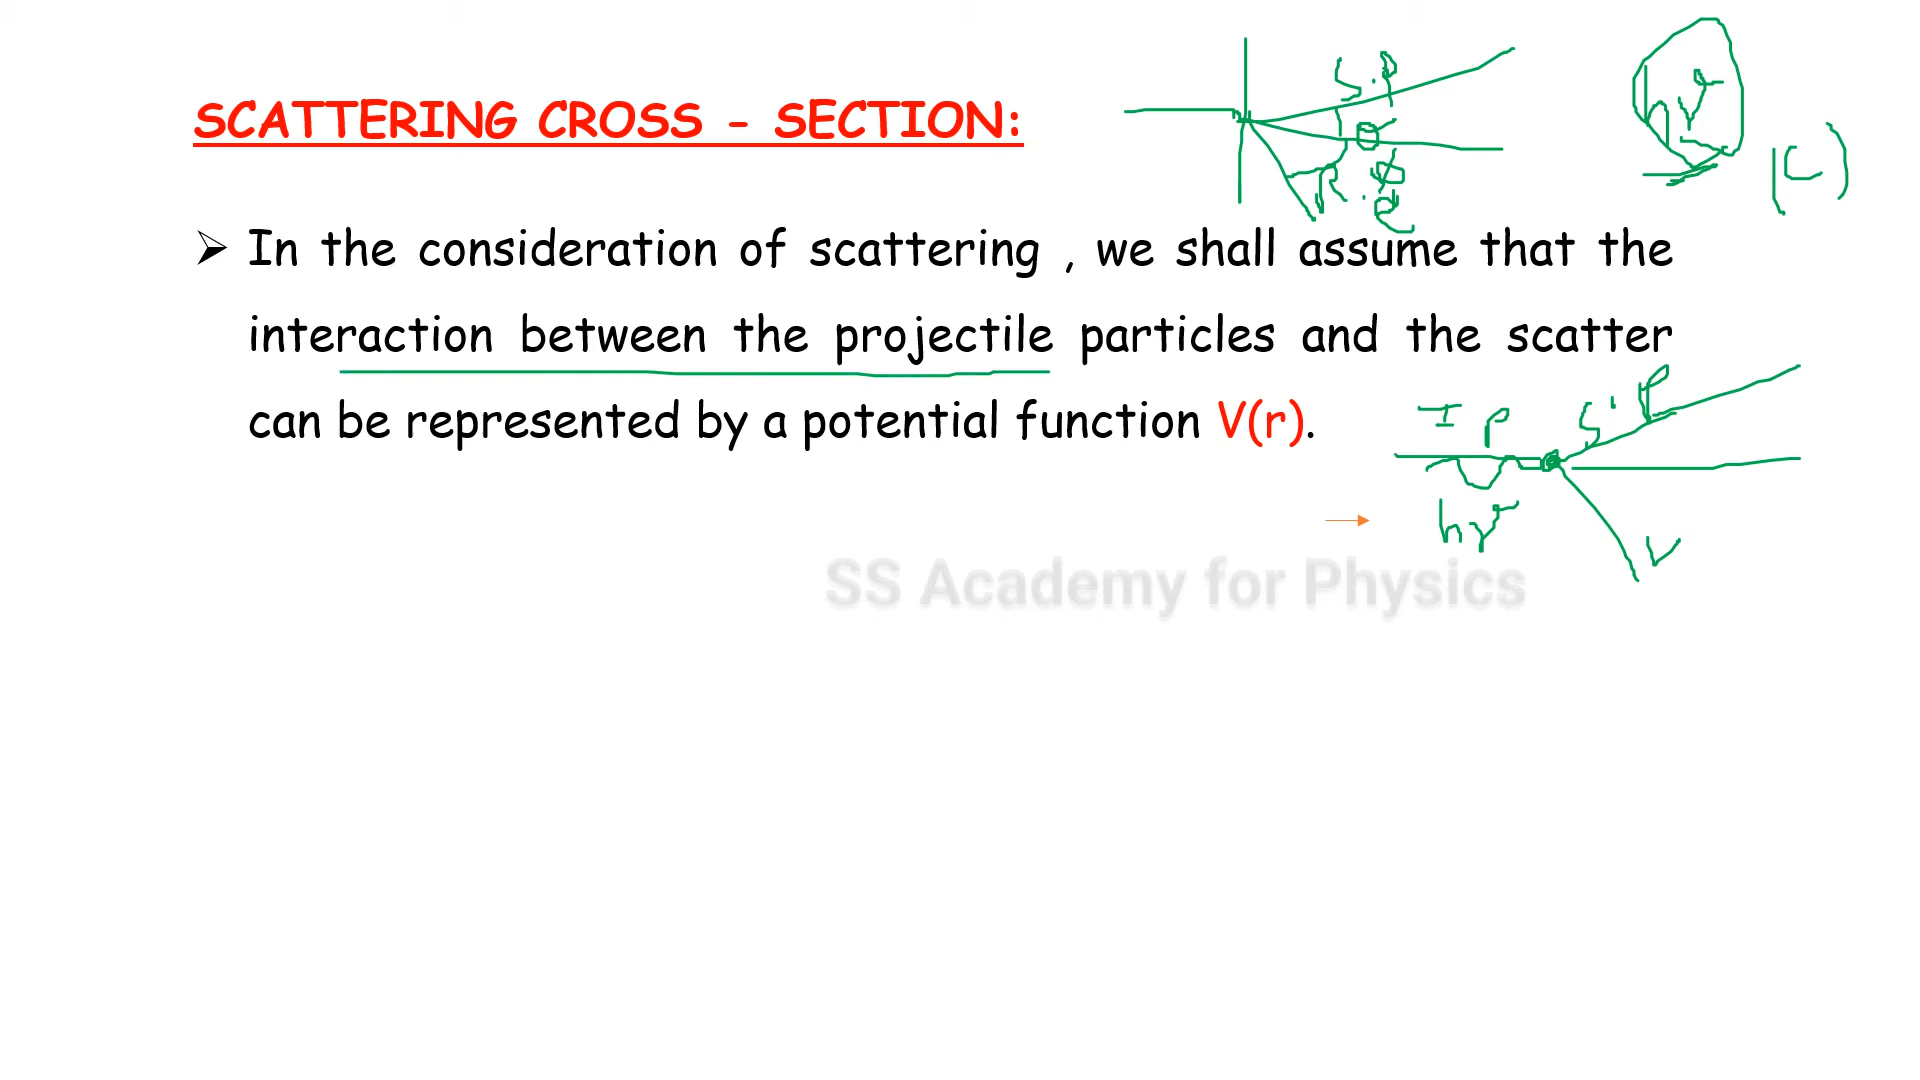 SCATTERING CROSS - SECTION:
S.P
➢ In the consideration of scattering , we shall assume that the
interaction between the projectile particles and the scatter
can be represented by a potential function V(r).
I P
S.P
V
SS Academy for Physics